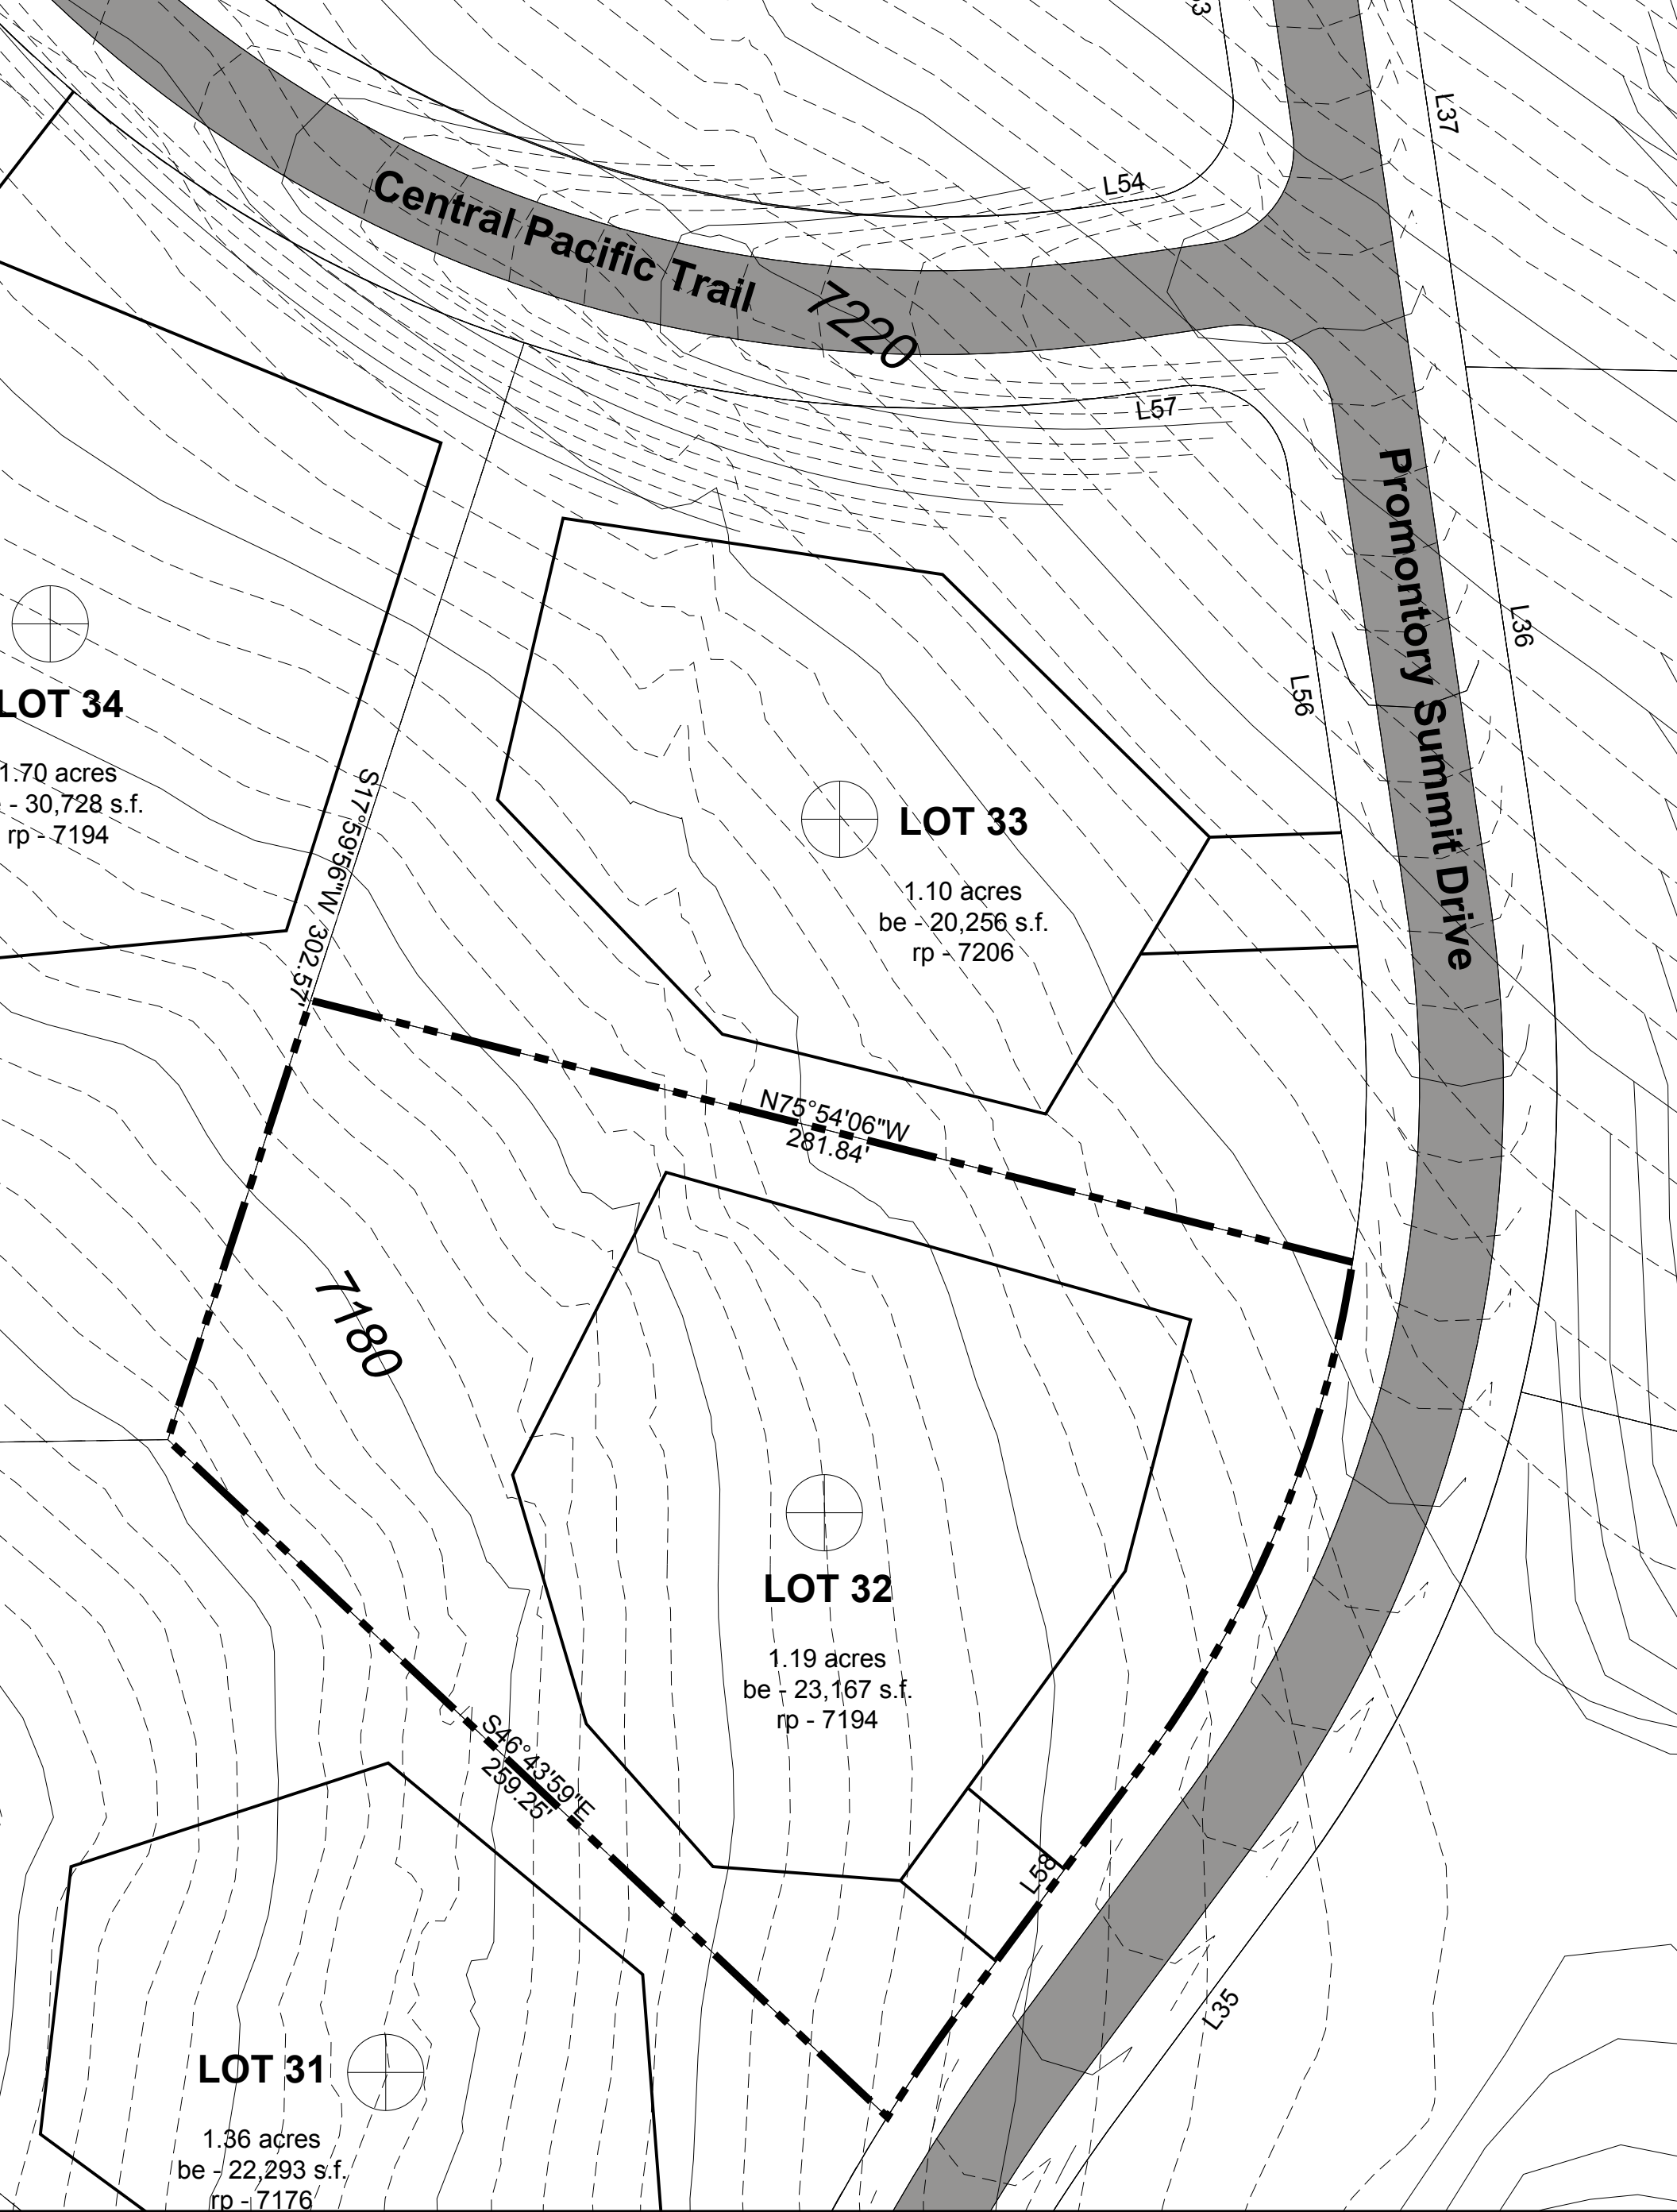 L37
L54
Central Pacific Trail
7220
L57
Promontory Summit Drive
L36
L56
LOT 34
1.70 acres
- 30,728 s.f.
rp - 7194
S17°59'56"W 302.57'
LOT 33
1.10 acres
be - 20,256 s.f.
rp - 7206
N75°54'06"W
281.84'
7180
LOT 32
1.19 acres
be - 23,167 s.f.
rp - 7194
S46°43'59"E
259.25'
L58
L35
LOT 31
1.36 acres
be - 22,293 s.f.
rp - 7176